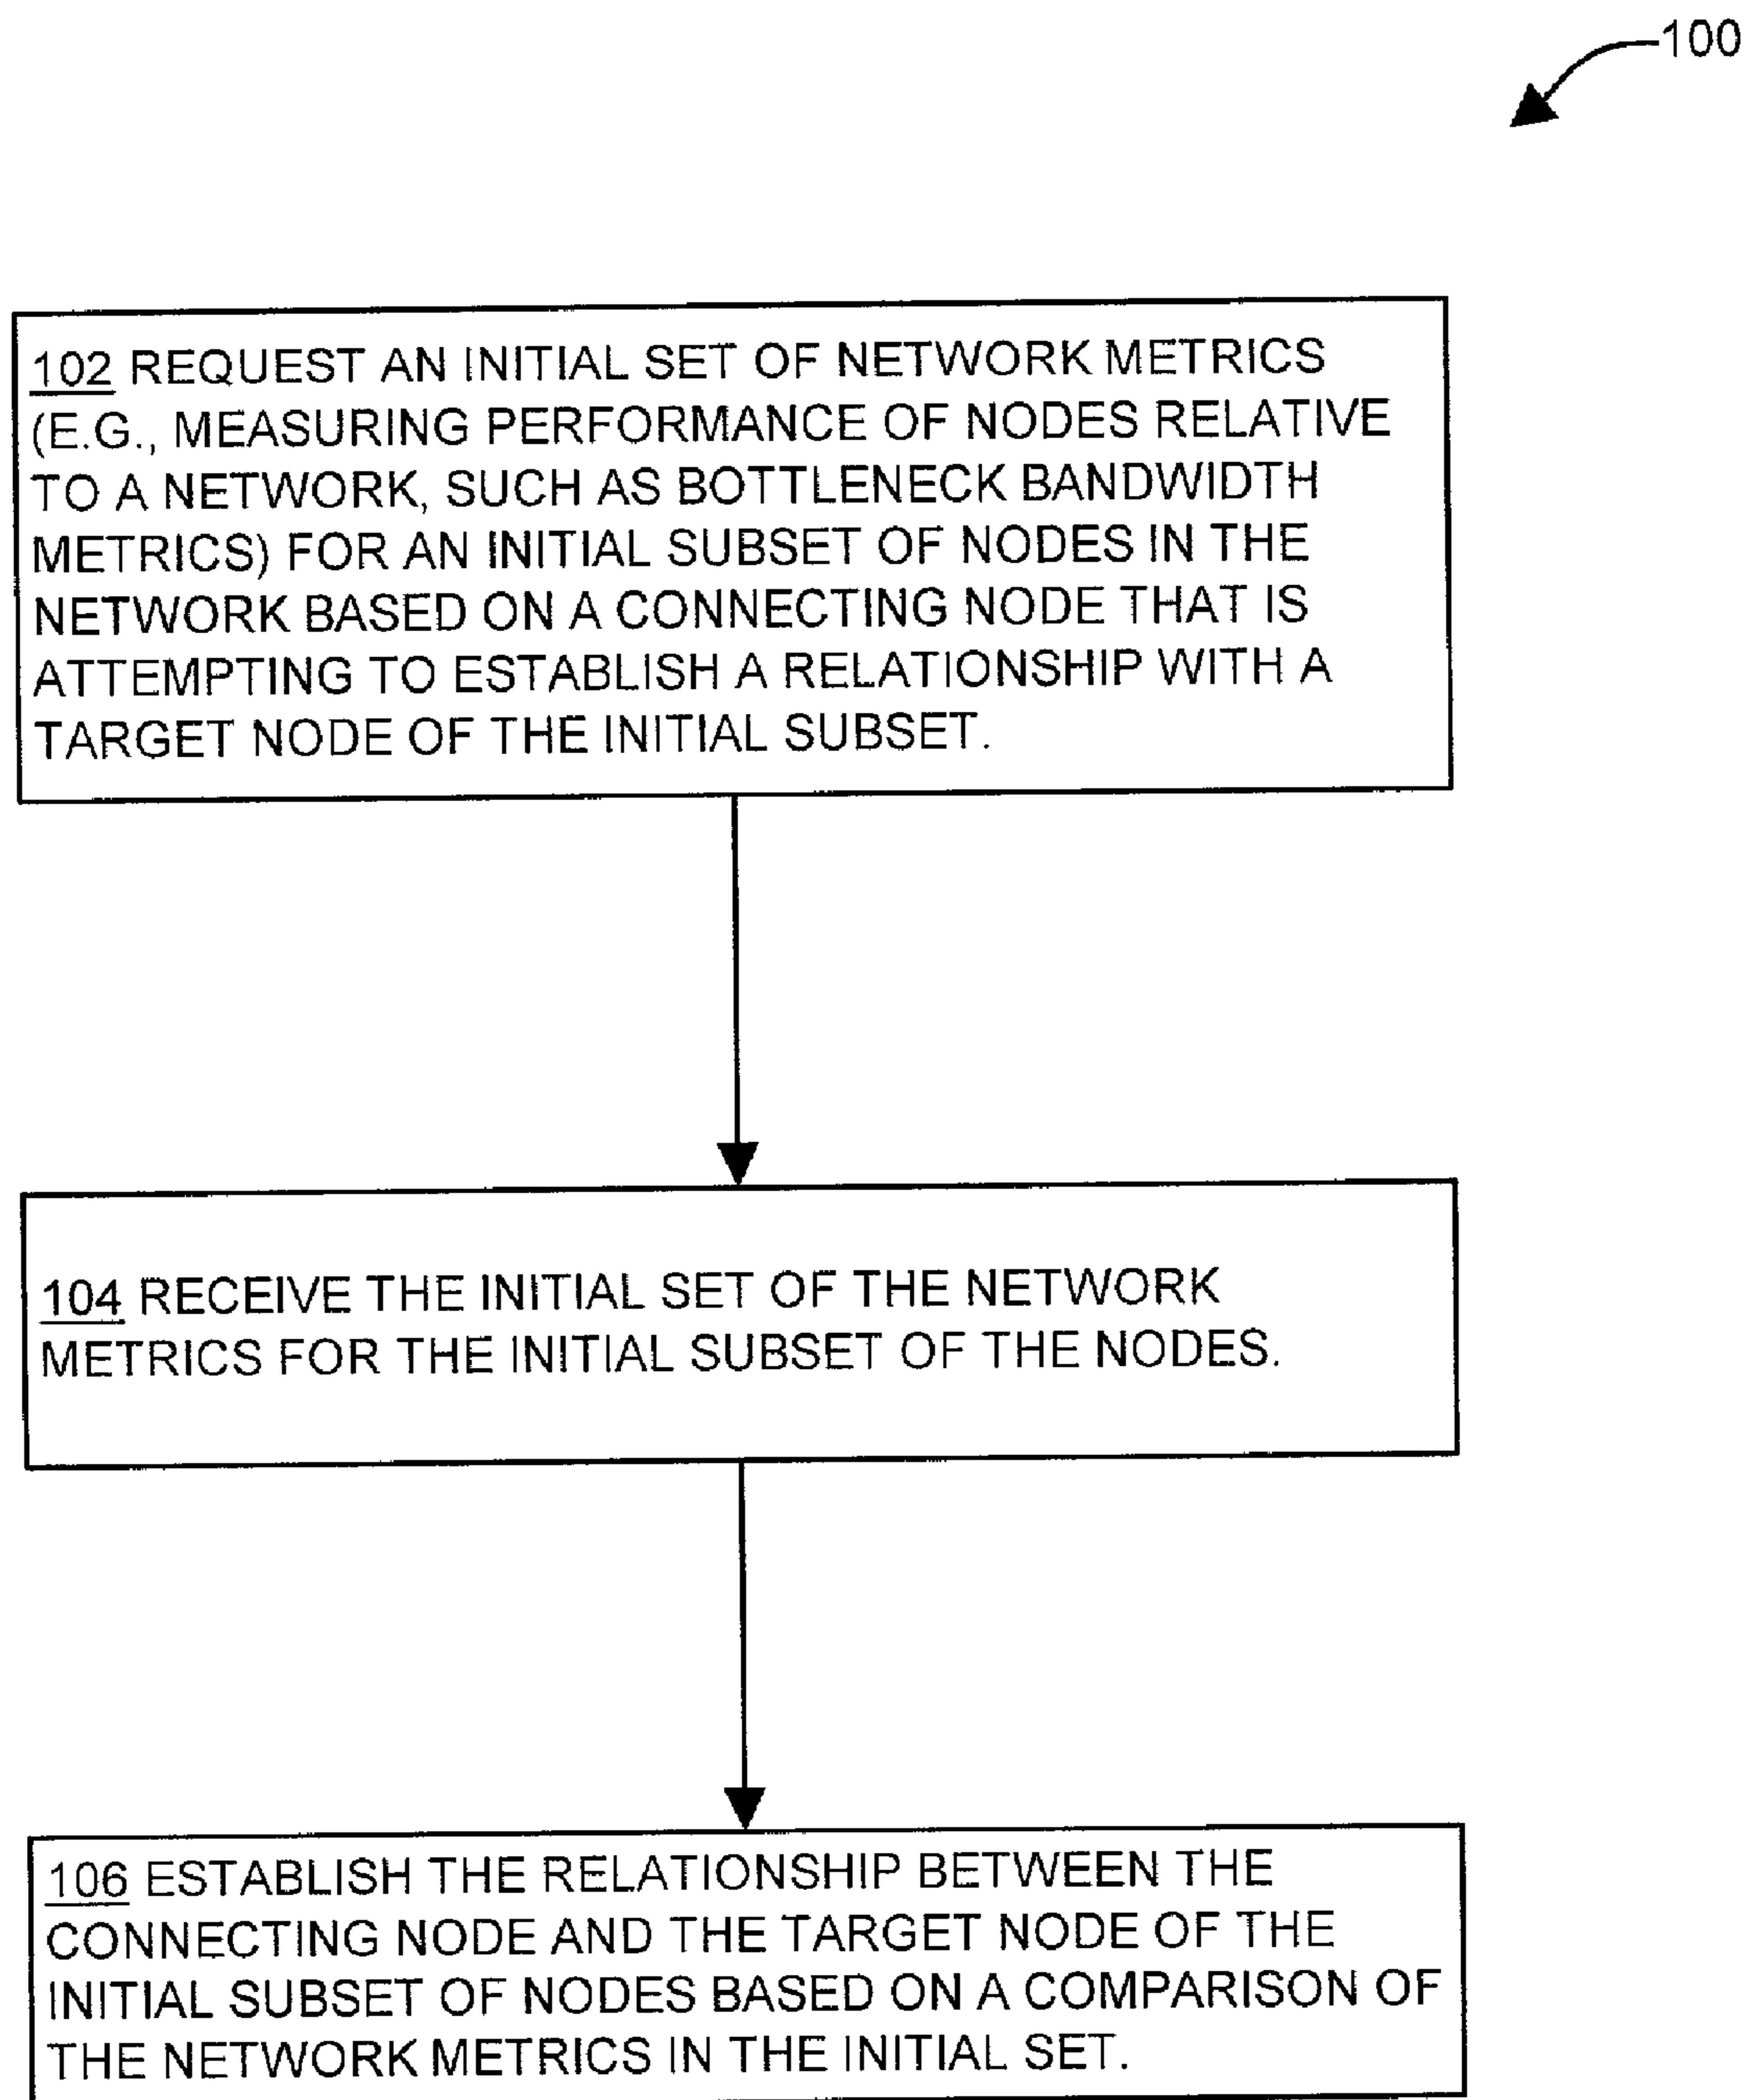 100
102 REQUEST AN INITIAL SET OF NETWORK METRICS
(E.G., MEASURING PERFORMANCE OF NODES RELATIVE
TO A NETWORK, SUCH AS BOTTLENECK BANDWIDTH
METRICS) FOR AN INITIAL SUBSET OF NODES IN THE
NETWORK BASED ON A CONNECTING NODE THAT IS
ATTEMPTING TO ESTABLISH A RELATIONSHIP WITH A
TARGET NODE OF THE INITIAL SUBSET.
104 RECEIVE THE INITIAL SET OF THE NETWORK
METRICS FOR THE INITIAL SUBSET OF THE NODES.
106 ESTABLISH THE RELATIONSHIP BETWEEN THE
CONNECTING NODE AND THE TARGET NODE OF THE
INITIAL SUBSET OF NODES BASED ON A COMPARISON OF
THE NETWORK METRICS IN THE INITIAL SET.